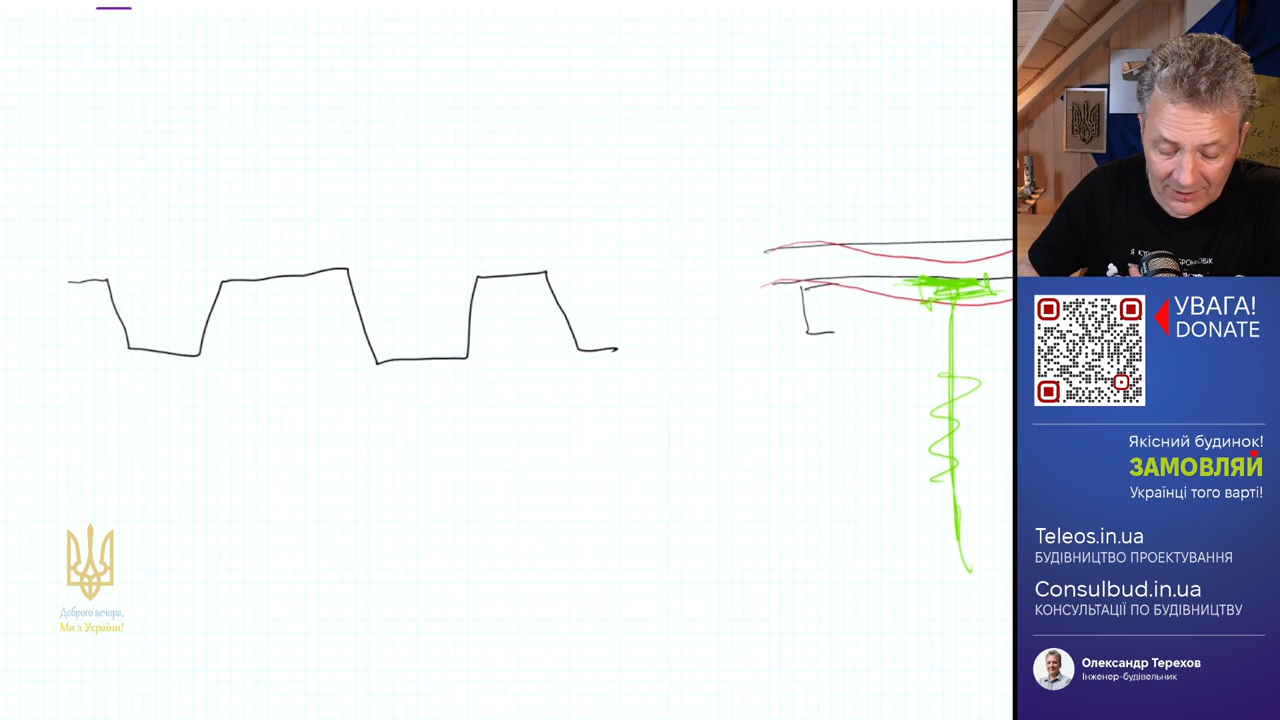 Доброго вечора,
Ми з України!
УВАГА!
DONATE
Якісний будинок!
ЗАМОВЛЯЙ
Українці того варті!
Teleos.in.ua
БУДІВНИЦТВО ПРОЕКТУВАННЯ
Consulbud.in.ua
КОНСУЛЬТАЦІЇ ПО БУДІВНИЦТВУ
Олександр Терехов
Інженер-будівельник